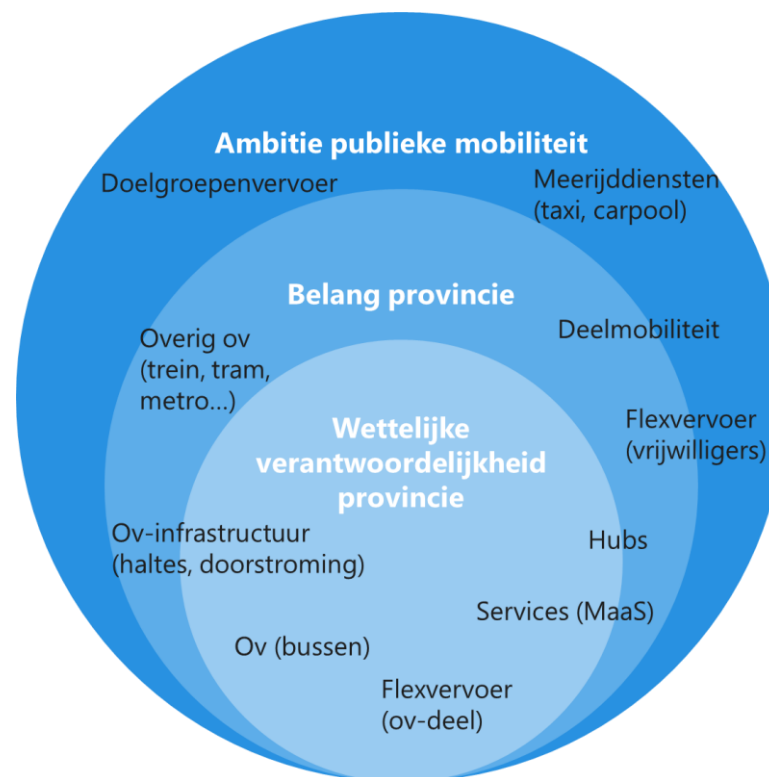 Ambitie publieke mobiliteit
Doelgroepenvervoer
Meerijddiensten
(taxi, carpool)
Belang provincie
Overig ov
(trein, tram,
metro...)
Deelmobiliteit
Flexvervoer
(vrijwilligers)
Wettelijke
verantwoordelijkheid
provincie
Ov-infrastructuur
(haltes, doorstroming)
Hubs
Services (MaaS)
Ov (bussen)
Flexvervoer
(ov-deel)